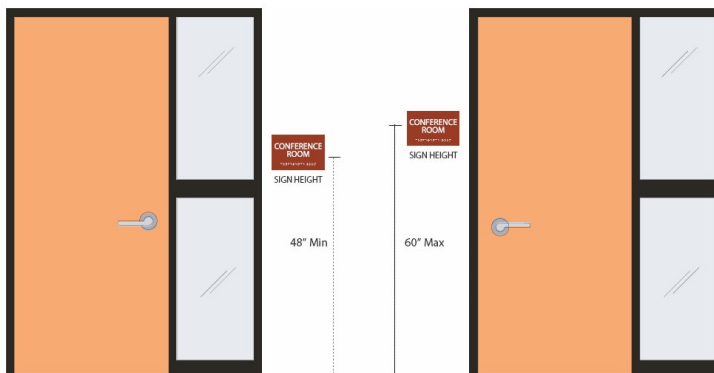 CONFERENCE
ROOM
SIGN HEIGHT
48" Min
CONFERENCE
ROOM
SIGN HEIGHT
60" Max